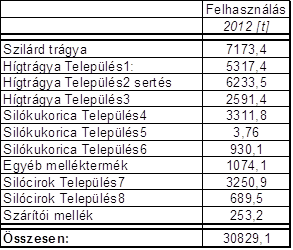 Felhasználás
2012 [t]
Szilárd trágya 7173,4
Hígtrágya Település1: 5317,4
Hígtrágya Település2 sertés 6233,5
Hígtrágya Település3 2591,4
Silókukorica Település4 3311,8
Silókukorica Település5 3,76
Silókukorica Település6 930,1
Egyéb melléktermék 1074,1
Silócirok Település7 3250,9
Silócirok Település8 689,5
Szárítói mellék 253,2
Összesen: 30829,1